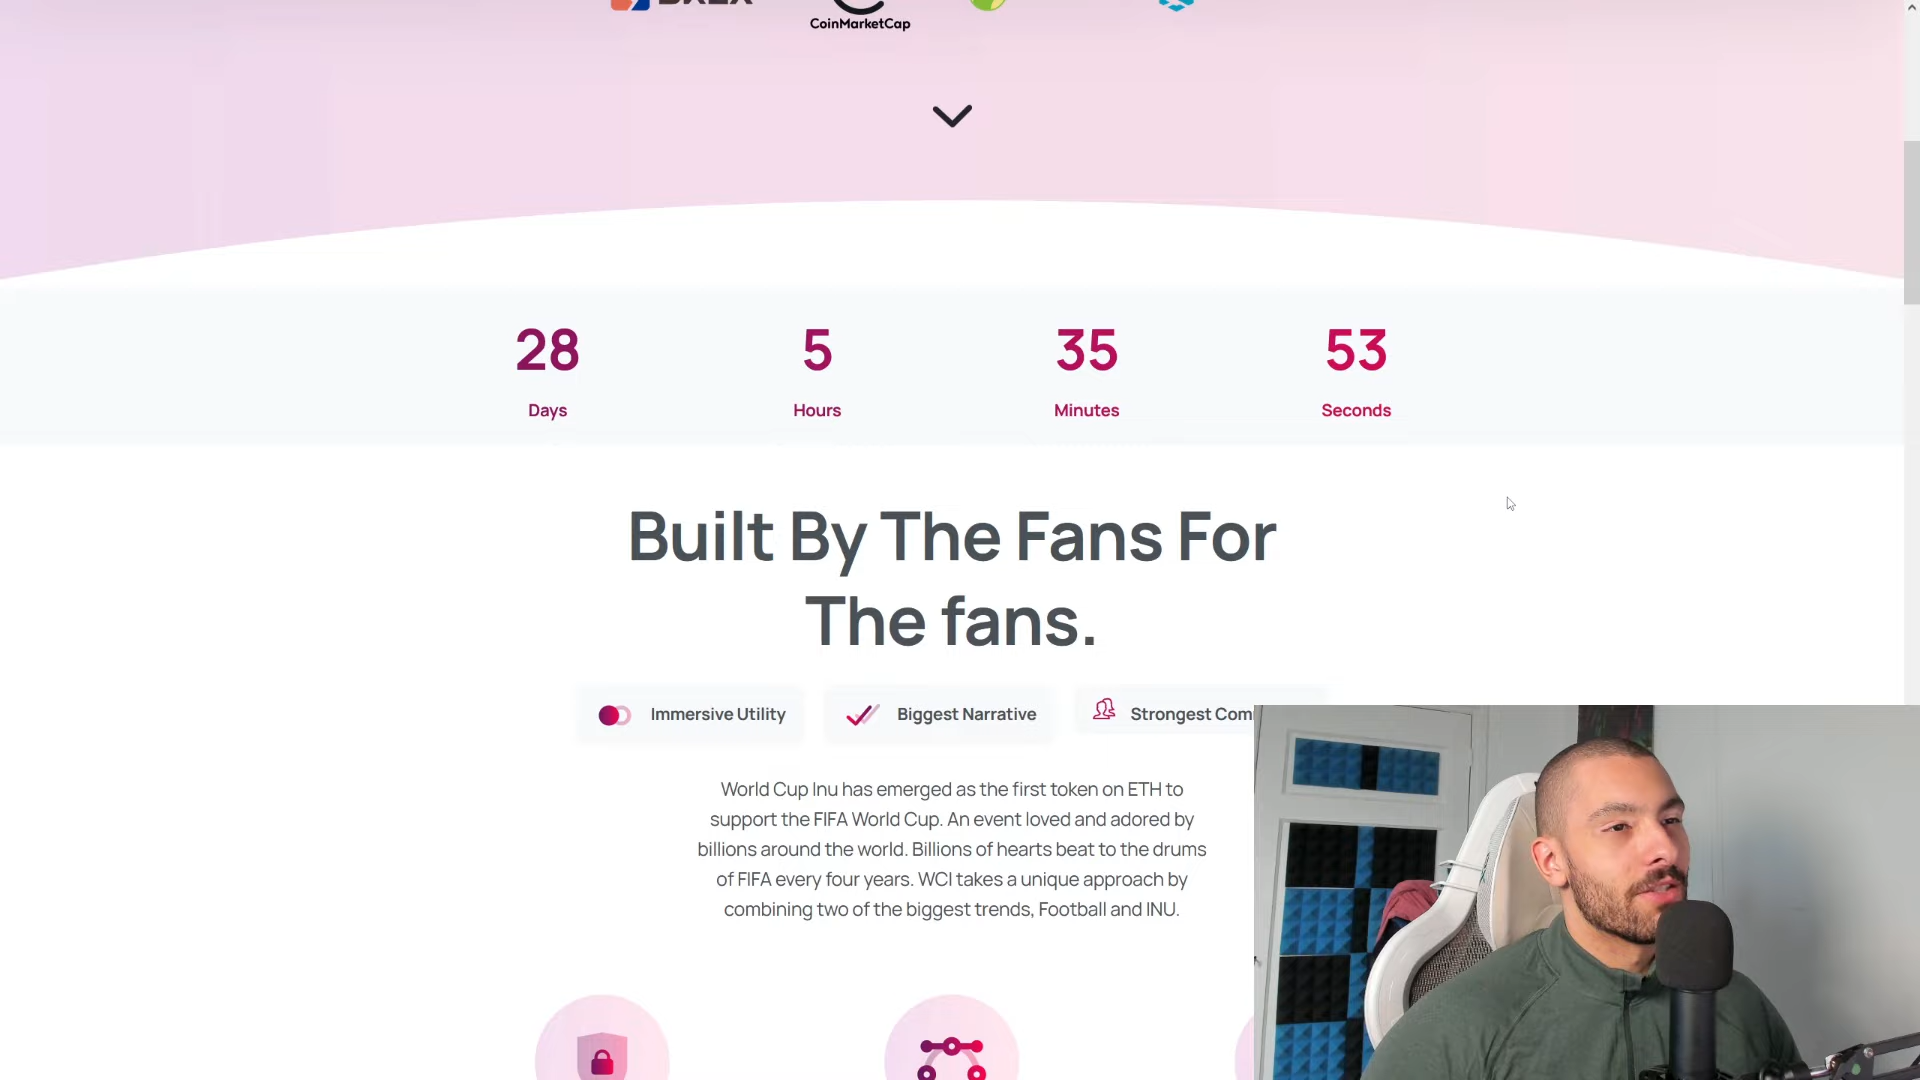 CoinMarketCap
28 5 35 53
Days Hours Minutes Seconds
Built By The Fans For
The fans.
Immersive Utility Biggest Narrative Strongest
World Cup Inu has emerged as the first token on ETH to
support the FIFA World Cup. An event loved and adored by
billions around the world. Billions of hearts beat to the drums
of FIFA every four years. WCI takes a unique approach by
combining two of the biggest trends, Football and INU.